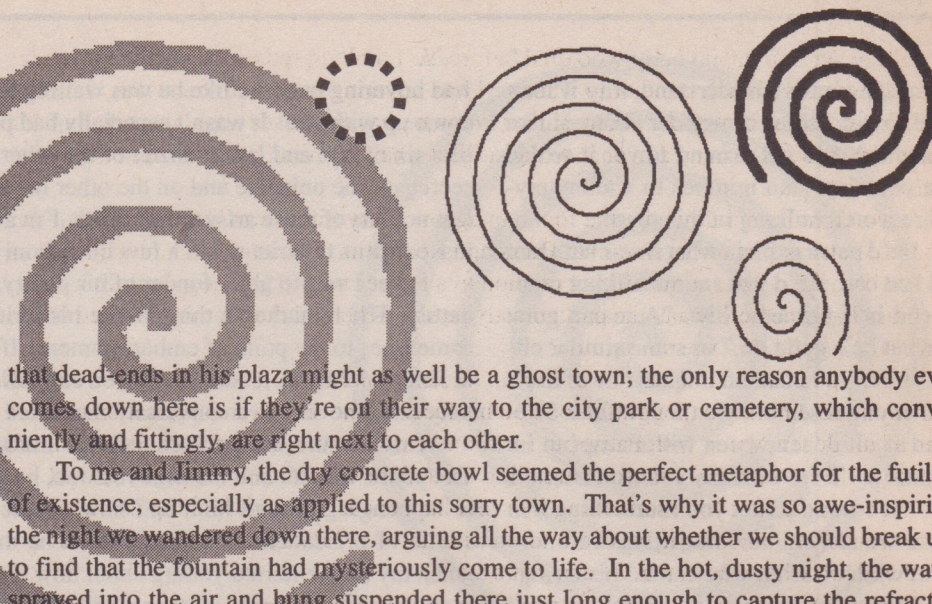 that dead-ends in his plaza might as well be a ghost town; the only reason anybody ev
comes down here is if they're on their way to the city park or cemetery, which conv
niently and fittingly, are right next to each other.
To me and Jimmy, the dry concrete bowl seemed the perfect metaphor for the futil
of existence, especially as applied to this sorry town.  That's why it was so awe-inspiri
the night we wandered down there, arguing all the way about whether we should break u
to find that the fountain had mysteriously come to life.  In the hot, dusty night, the wa
sprayed into the air and hung suspended there just long enough to capture the refract